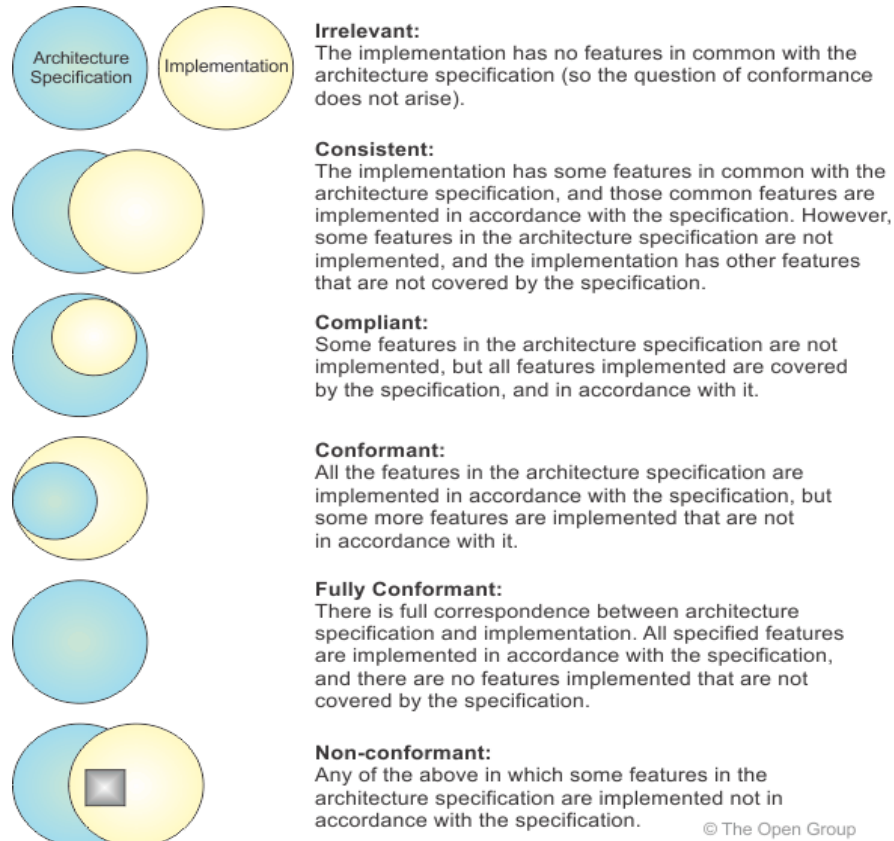 Architecture
Specification
Implementation
Irrelevant:
The implementation has no features in common with the
architecture specification (so the question of conformance
does not arise).
Consistent:
The implementation has some features in common with the
architecture specification, and those common features are
implemented in accordance with the specification. However,
some features in the architecture specification are not
implemented, and the implementation has other features
that are not covered by the specification.
Compliant:
Some features in the architecture specification are not
implemented, but all features implemented are covered
by the specification, and in accordance with it.
Conformant:
All the features in the architecture specification are
implemented in accordance with the specification, but
some more features are implemented that are not
in accordance with it.
Fully Conformant:
There is full correspondence between architecture
specification and implementation. All specified features
are implemented in accordance with the specification,
and there are no features implemented that are not
covered by the specification.
Non-conformant:
Any of the above in which some features in the
architecture specification are implemented not in
accordance with the specification.
© The Open Group